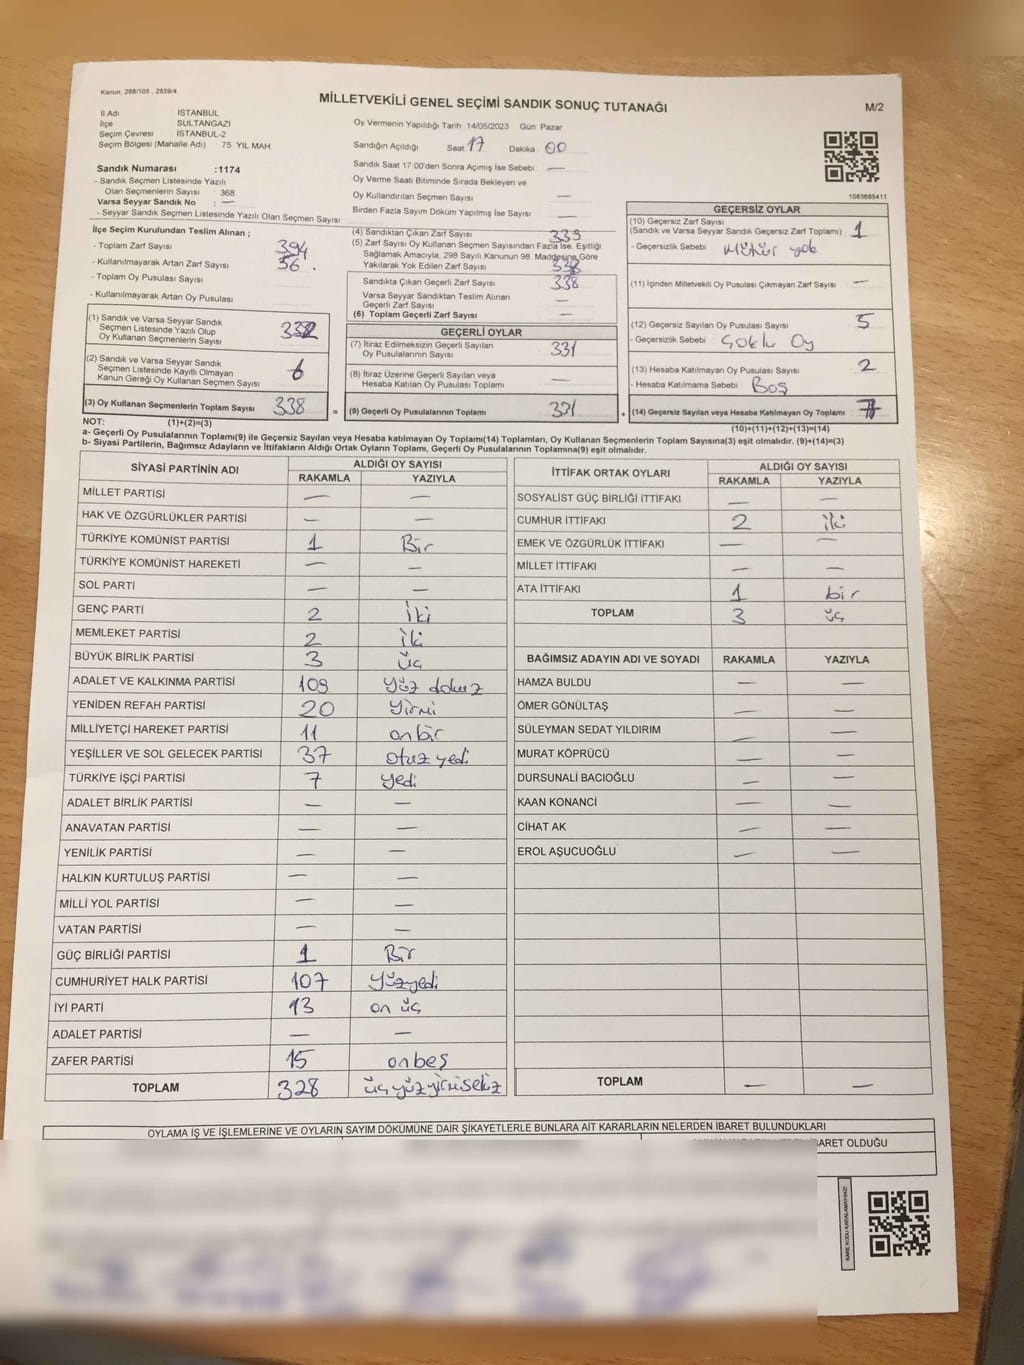 Kanun, 298/105 , 2839/4
MİLLETVEKİLİ GENEL SEÇİMİ SANDIK SONUÇ TUTANAĞI
M/2
İl Adı İSTANBUL
İlçe SULTANGAZİ
Seçim Çevresi İSTANBUL-2
Seçim Bölgesi (Mahalle Adı) 75. YIL MAH
Sandık Numarası :1174
- Sandık Seçmen Listesinde Yazılı
Olan Seçmenlerin Sayısı : 368
Varsa Seyyar Sandık No : —
- Seyyar Sandık Seçmen Listesinde Yazılı Olan Seçmen Sayısı
Oy Vermenin Yapıldığı Tarih :14/05/2023 Gün: Pazar
Sandığın Açıldığı Saat 17 Dakika 00
Sandık Saat 17:00'den Sonra Açımış İse Sebebi —
Oy Verme Saati Bitiminde Sırada Bekleyen ve
Oy Kullandırılan Seçmen Sayısı —
Birden Fazla Sayım Döküm Yapılmış İse Sayısı —
1083685411
İlçe Seçim Kurulundan Teslim Alınan ;
- Toplam Zarf Sayısı 394
- Kullanılmayarak Artan Zarf Sayısı 56
- Toplam Oy Pusulası Sayısı
- Kullanılmayarak Artan Oy Pusulası
(1) Sandık ve Varsa Seyyar Sandık
Seçmen Listesinde Yazılı Olup
Oy Kullanan Seçmenlerin Sayısı 332
(2) Sandık ve Varsa Seyyar Sandık
Seçmen Listesinde Kayıtlı Olmayan
Kanun Gereği Oy Kullanan Seçmen Sayısı 6
(3) Oy Kullanan Seçmenlerin Toplam Sayısı 338
(4) Sandıktan Çıkan Zarf Sayısı 339
(5) Zarf Sayısı Oy Kullanan Seçmen Sayısından Fazla İse, Eşitliği
Sağlamak Amacıyla, 298 Sayılı Kanunun 98. Maddesine Göre
Yakılarak Yok Edilen Zarf Sayısı
Sandıkta Çıkan Geçerli Zarf Sayısı 338
Varsa Seyyar Sandıktan Teslim Alınan
Geçerli Zarf Sayısı —
(6) Toplam Geçerli Zarf Sayısı —
GEÇERLİ OYLAR
(7) İtiraz Edilmeksizin Geçerli Sayılan
Oy Pusulalarının Sayısı 331
(8) İtiraz Üzerine Geçerli Sayılan veya
Hesaba Katılan Oy Pusulası Toplamı —
= (9) Geçerli Oy Pusulalarının Toplamı 331
GEÇERSİZ OYLAR
(10) Geçersiz Zarf Sayısı
(Sandık ve Varsa Seyyar Sandık Geçersiz Zarf Toplamı) 1
- Geçersizlik Sebebi Mühür yok
(11) İçinden Milletvekili Oy Pusulası Çıkmayan Zarf Sayısı —
(12) Geçersiz Sayılan Oy Pusulası Sayısı 5
- Geçersizlik Sebebi Çoklu Oy
(13) Hesaba Katılmayan Oy Pusulası Sayısı 2
- Hesaba Katılmama Sebebi Boş
+ (14) Geçersiz Sayılan veya Hesaba Katılmayan Oy Toplamı 7
NOT: (1)+(2)=(3)
(10)+(11)+(12)+(13)=(14)
a- Geçerli Oy Pusulalarının Toplamı(9) ile Geçersiz Sayılan veya Hesaba katılmayan Oy Toplamı(14) Toplamları, Oy Kullanan Seçmenlerin Toplam Sayısına(3) eşit olmalıdır. (9)+(14)=(3)
b- Siyasi Partilerin, Bağımsız Adayların ve İttifakların Aldığı Ortak Oyların Toplamı, Geçerli Oy Pusulalarının Toplamına(9) eşit olmalıdır.
SİYASİ PARTİNİN ADI ALDIĞI OY SAYISI
RAKAMLA YAZIYLA
MİLLET PARTİSİ — —
HAK VE ÖZGÜRLÜKLER PARTİSİ — —
TÜRKİYE KOMÜNİST PARTİSİ 1 Bir
TÜRKİYE KOMÜNİST HAREKETİ — —
SOL PARTİ — —
GENÇ PARTİ 2 İki
MEMLEKET PARTİSİ 2 iki
BÜYÜK BİRLİK PARTİSİ 3 üç
ADALET VE KALKINMA PARTİSİ 109 yüz dokuz
YENİDEN REFAH PARTİSİ 20 yirmi
MİLLİYETÇİ HAREKET PARTİSİ 11 onbir
YEŞİLLER VE SOL GELECEK PARTİSİ 37 otuz yedi
TÜRKİYE İŞÇİ PARTİSİ 7 yedi
ADALET BİRLİK PARTİSİ — —
ANAVATAN PARTİSİ — —
YENİLİK PARTİSİ — —
HALKIN KURTULUŞ PARTİSİ — —
MİLLİ YOL PARTİSİ — —
VATAN PARTİSİ — —
GÜÇ BİRLİĞİ PARTİSİ 1 Bir
CUMHURİYET HALK PARTİSİ 107 yüzyedi
İYİ PARTİ 13 on üç
ADALET PARTİSİ — —
ZAFER PARTİSİ 15 onbeş
TOPLAM 328 üçyüzyirmisekiz
İTTİFAK ORTAK OYLARI ALDIĞI OY SAYISI
RAKAMLA YAZIYLA
SOSYALİST GÜÇ BİRLİĞİ İTTİFAKI — —
CUMHUR İTTİFAKI 2 iki
EMEK VE ÖZGÜRLÜK İTTİFAKI — —
MİLLET İTTİFAKI — —
ATA İTTİFAKI 1 bir
TOPLAM 3 üç
BAĞIMSIZ ADAYIN ADI VE SOYADI RAKAMLA YAZIYLA
HAMZA BULDU — —
ÖMER GÖNÜLTAŞ — —
SÜLEYMAN SEDAT YILDIRIM — —
MURAT KÖPRÜCÜ — —
DURSUNALİ BACIOĞLU — —
KAAN KONANCİ — —
CİHAT AK — —
EROL AŞUCUOĞLU — —
TOPLAM — —
OYLAMA İŞ VE İŞLEMLERİNE VE OYLARIN SAYIM DÖKÜMÜNE DAİR ŞİKAYETLERLE BUNLARA AİT KARARLARIN NELERDEN İBARET BULUNDUKLARI
İBARET OLDUĞU
KARE KODU KARALAMAYINIZ!